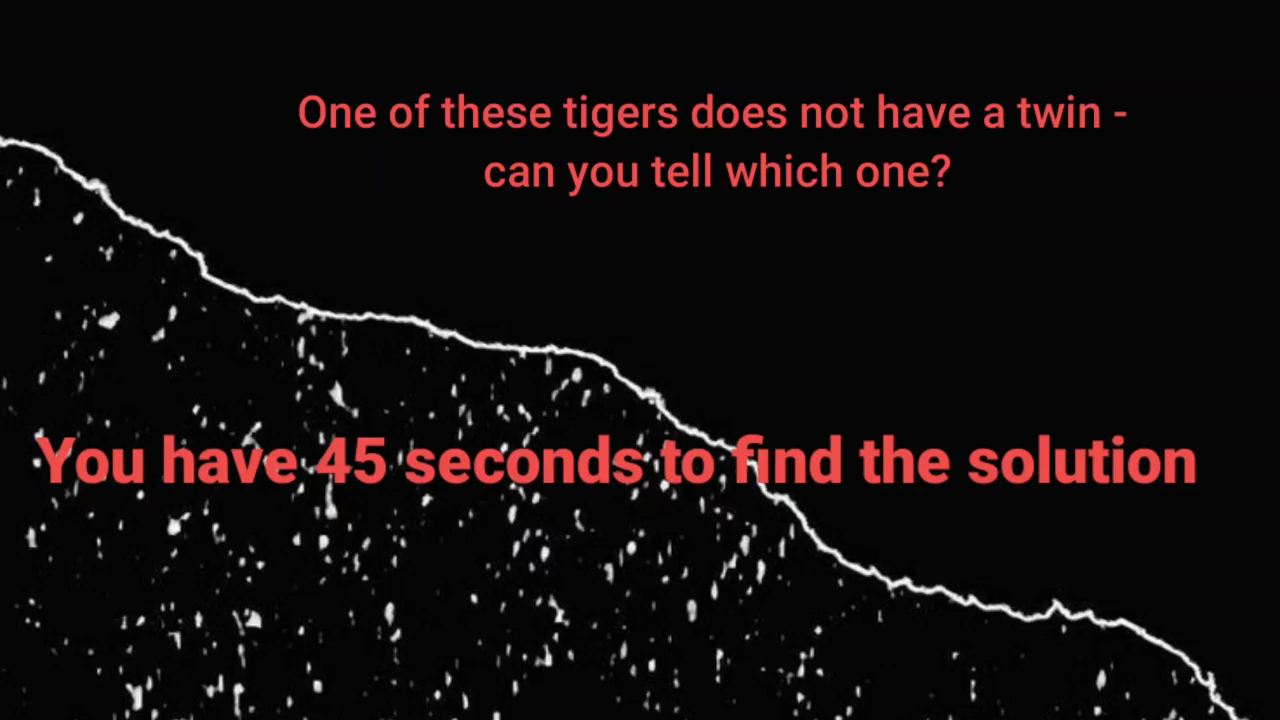 One of these tigers does not have a twin -
can you tell which one?
You have 45 seconds to find the solution